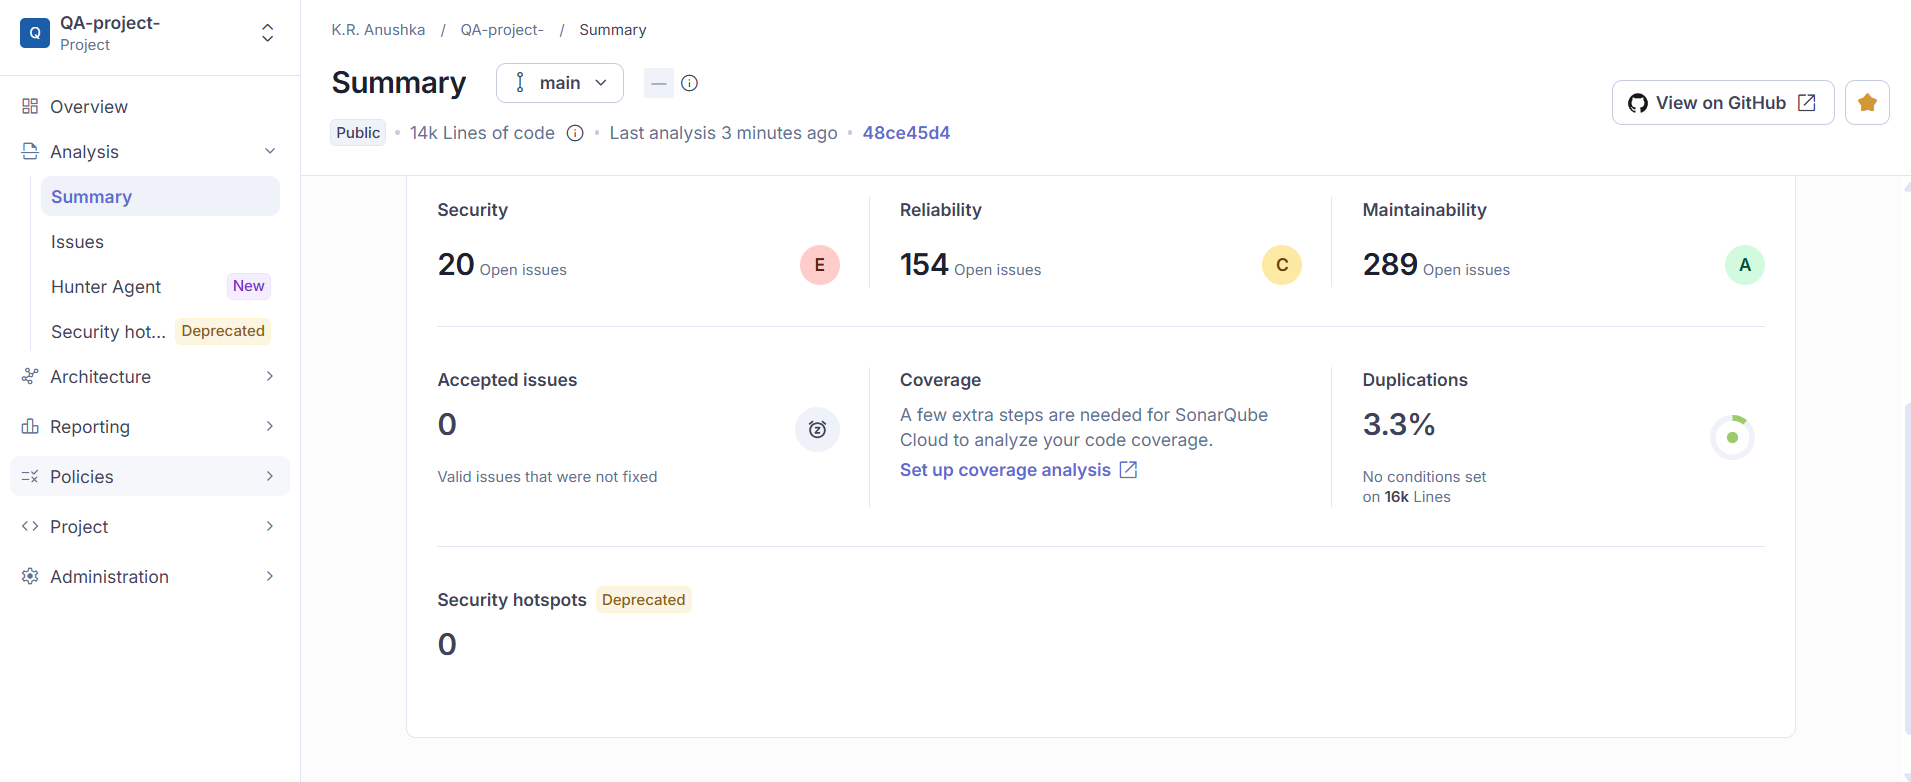 Q
QA-project-
Project
Overview
Analysis
Summary
Issues
Hunter Agent New
Security hot... Deprecated
Architecture
Reporting
Policies
Project
Administration
K.R. Anushka / QA-project- / Summary
Summary main —
Public • 14k Lines of code • Last analysis 3 minutes ago • 48ce45d4
View on GitHub
Security
20 Open issues E
Reliability
154 Open issues C
Maintainability
289 Open issues A
Accepted issues
0
Valid issues that were not fixed
Coverage
A few extra steps are needed for SonarQube
Cloud to analyze your code coverage.
Set up coverage analysis
Duplications
3.3%
No conditions set
on 16k Lines
Security hotspots Deprecated
0